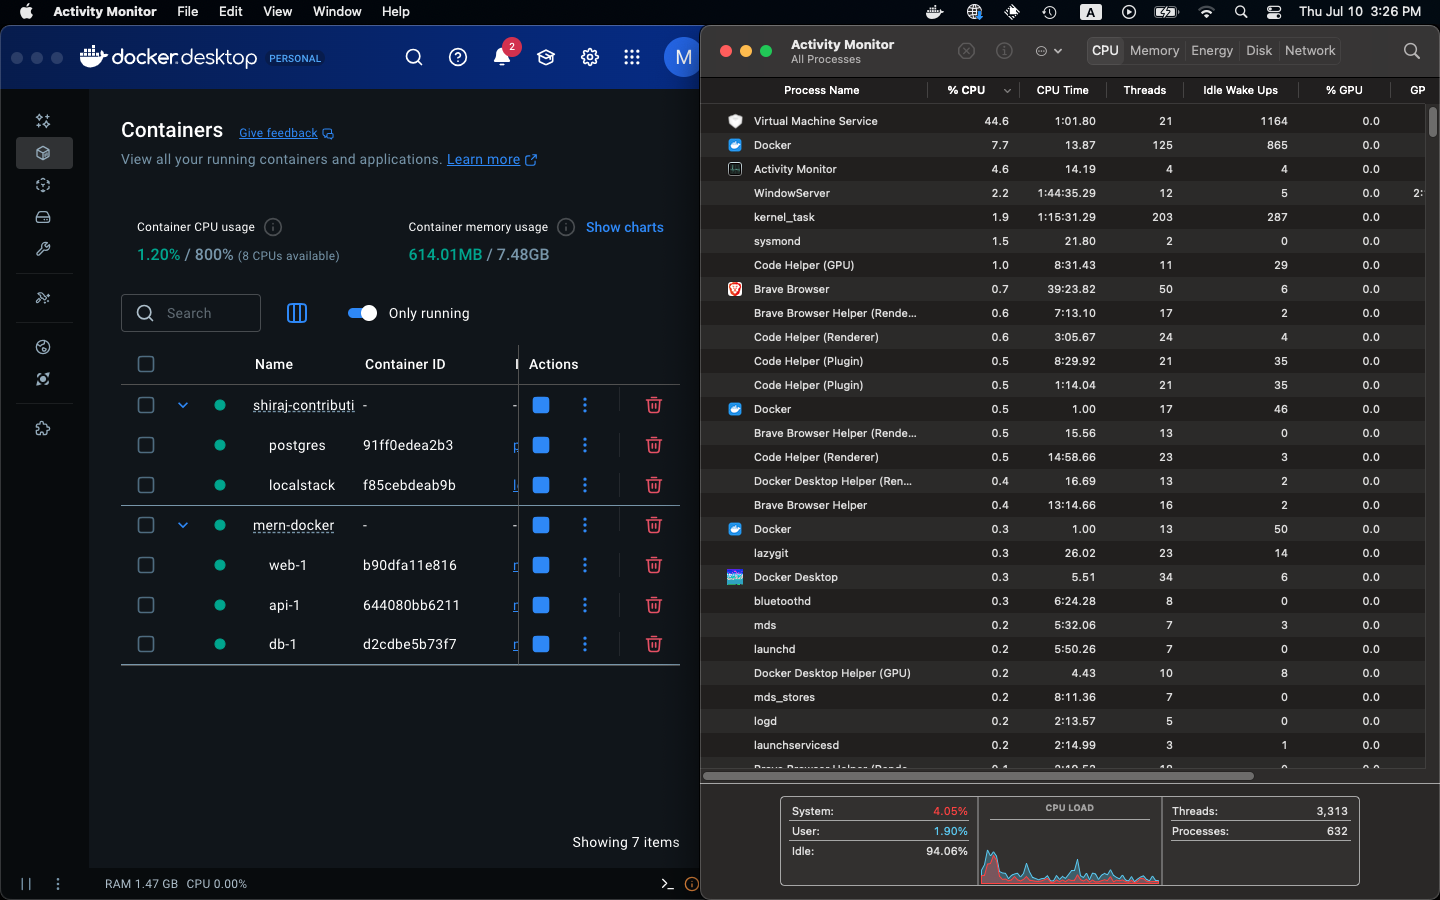 Activity Monitor File Edit View Window Help
A Thu Jul 10 3:26 PM
docker desktop PERSONAL
2
M
Containers Give feedback
View all your running containers and applications. Learn more
Container CPU usage
1.20% / 800% (8 CPUs available)
Container memory usage Show charts
614.01MB / 7.48GB
Search
Only running
Name Container ID Actions
shiraj-contributi - -
postgres 91ff0edea2b3
localstack f85cebdeab9b
mern-docker - -
web-1 b90dfa11e816
api-1 644080bb6211
db-1 d2cdbe5b73f7
Showing 7 items
RAM 1.47 GB CPU 0.00%
Activity Monitor
All Processes
CPU Memory Energy Disk Network
Process Name % CPU CPU Time Threads Idle Wake Ups % GPU GP
Virtual Machine Service 44.6 1:01.80 21 1164 0.0
Docker 7.7 13.87 125 865 0.0
Activity Monitor 4.6 14.19 4 4 0.0
WindowServer 2.2 1:44:35.29 12 5 0.0 2:
kernel_task 1.9 1:15:31.29 203 287 0.0
sysmond 1.5 21.80 2 0 0.0
Code Helper (GPU) 1.0 8:31.43 11 29 0.0
Brave Browser 0.7 39:23.82 50 6 0.0
Brave Browser Helper (Rende... 0.6 7:13.10 17 2 0.0
Code Helper (Renderer) 0.6 3:05.67 24 4 0.0
Code Helper (Plugin) 0.5 8:29.92 21 35 0.0
Code Helper (Plugin) 0.5 1:14.04 21 35 0.0
Docker 0.5 1.00 17 46 0.0
Brave Browser Helper (Rende... 0.5 15.56 13 0 0.0
Code Helper (Renderer) 0.5 14:58.66 23 3 0.0
Docker Desktop Helper (Ren... 0.4 16.69 13 2 0.0
Brave Browser Helper 0.4 13:14.66 16 2 0.0
Docker 0.3 1.00 13 50 0.0
lazygit 0.3 26.02 23 14 0.0
Docker Desktop 0.3 5.51 34 6 0.0
bluetoothd 0.3 6:24.28 8 0 0.0
mds 0.2 5:32.06 7 3 0.0
launchd 0.2 5:50.26 7 0 0.0
Docker Desktop Helper (GPU) 0.2 4.43 10 8 0.0
mds_stores 0.2 8:11.36 7 0 0.0
logd 0.2 2:13.57 5 0 0.0
launchservicesd 0.2 2:14.99 3 1 0.0
System: 4.05%
User: 1.90%
Idle: 94.06%
CPU LOAD
Threads: 3,313
Processes: 632